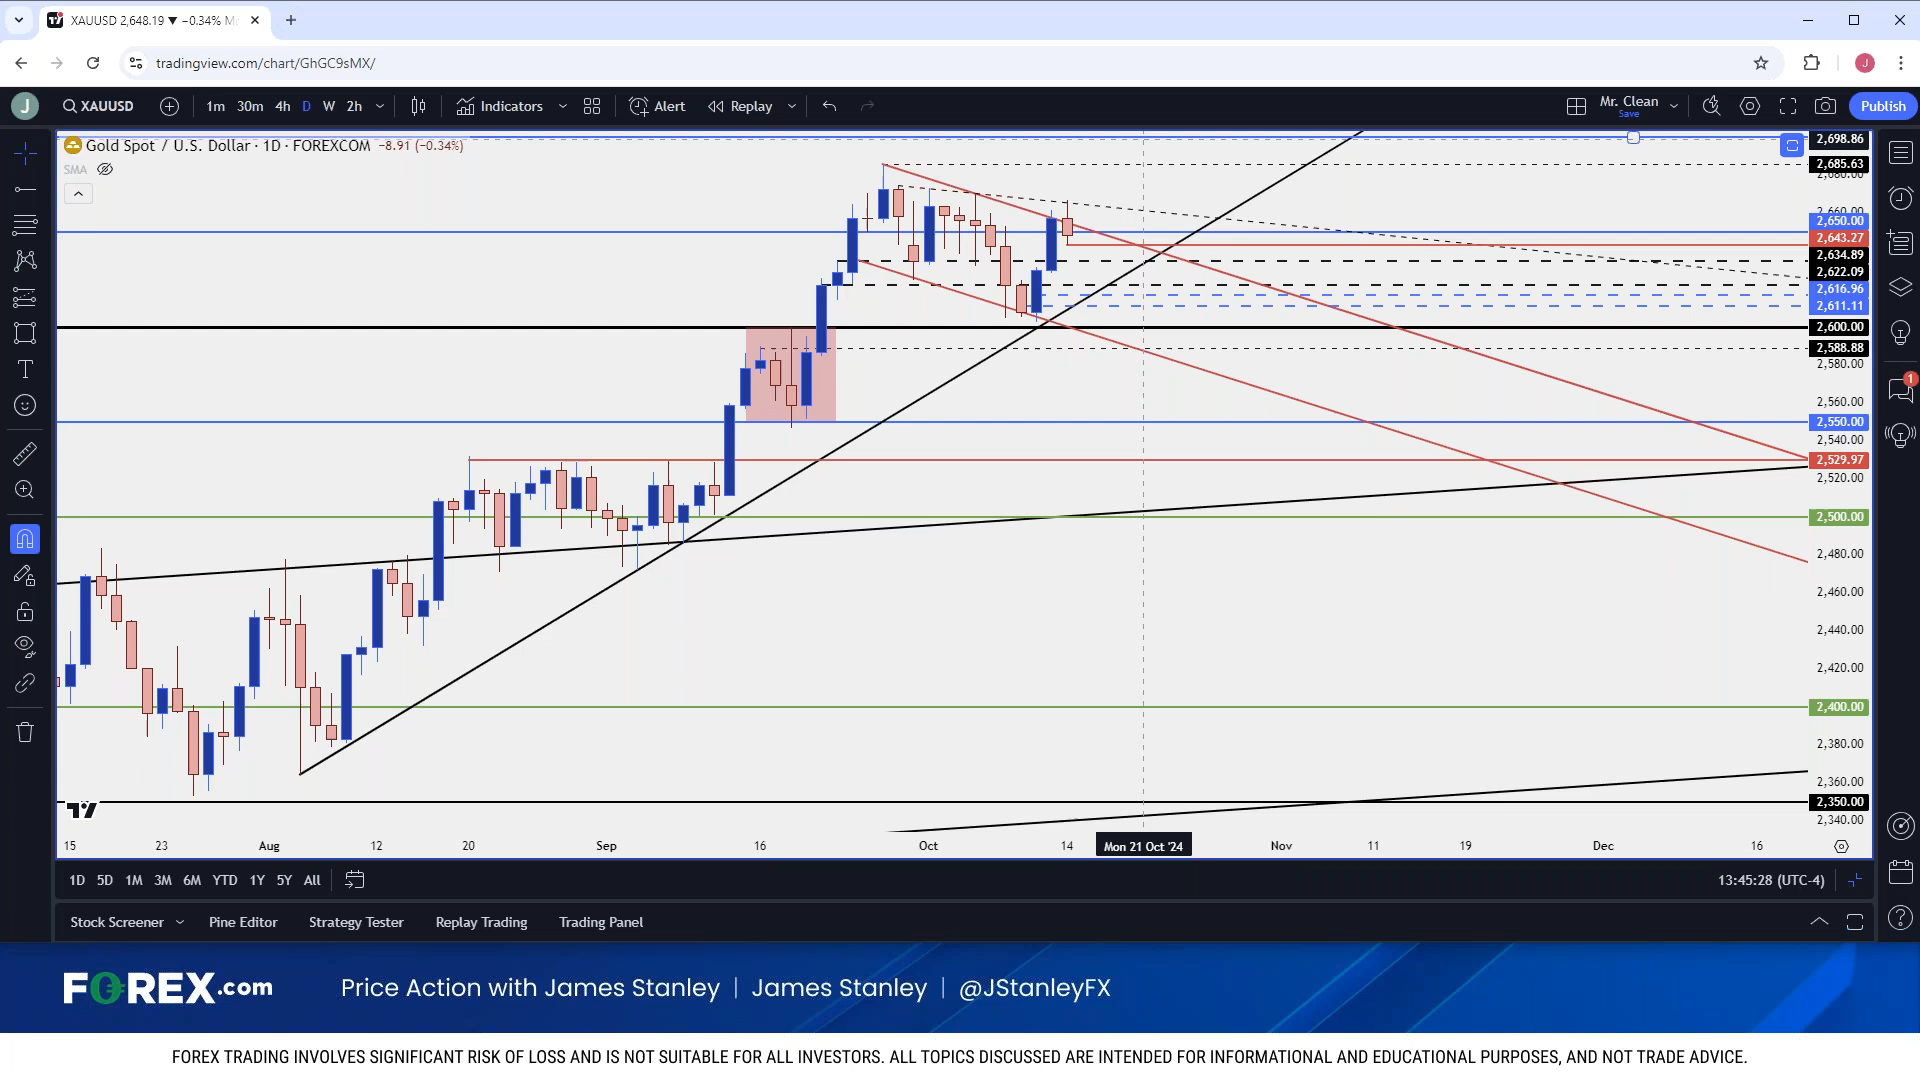 XAUUSD 2,648.19 ▼ −0.34% M
tradingview.com/chart/GhGC9sMX/
J
J
XAUUSD
1m 30m 4h D W 2h
Indicators
Alert
Replay
Mr. Clean
Save
Publish
Gold Spot / U.S. Dollar · 1D · FOREXCOM −8.91 (−0.34%)
SMA
2,698.86
2,685.63
2,680.00
2,660.00
2,650.00
2,643.27
2,634.89
2,622.09
2,616.96
2,611.11
2,600.00
2,588.88
2,580.00
2,560.00
2,550.00
2,540.00
2,529.97
2,520.00
2,500.00
2,480.00
2,460.00
2,440.00
2,420.00
2,400.00
2,380.00
2,360.00
2,350.00
2,340.00
1
15 23 Aug 12 20 Sep 16 Oct 14 Mon 21 Oct '24 Nov 11 19 Dec 16
1D 5D 1M 3M 6M YTD 1Y 5Y All
13:45:28 (UTC-4)
Stock Screener Pine Editor Strategy Tester Replay Trading Trading Panel
FOREX.com
Price Action with James Stanley | James Stanley | @JStanleyFX
FOREX TRADING INVOLVES SIGNIFICANT RISK OF LOSS AND IS NOT SUITABLE FOR ALL INVESTORS. ALL TOPICS DISCUSSED ARE INTENDED FOR INFORMATIONAL AND EDUCATIONAL PURPOSES, AND NOT TRADE ADVICE.